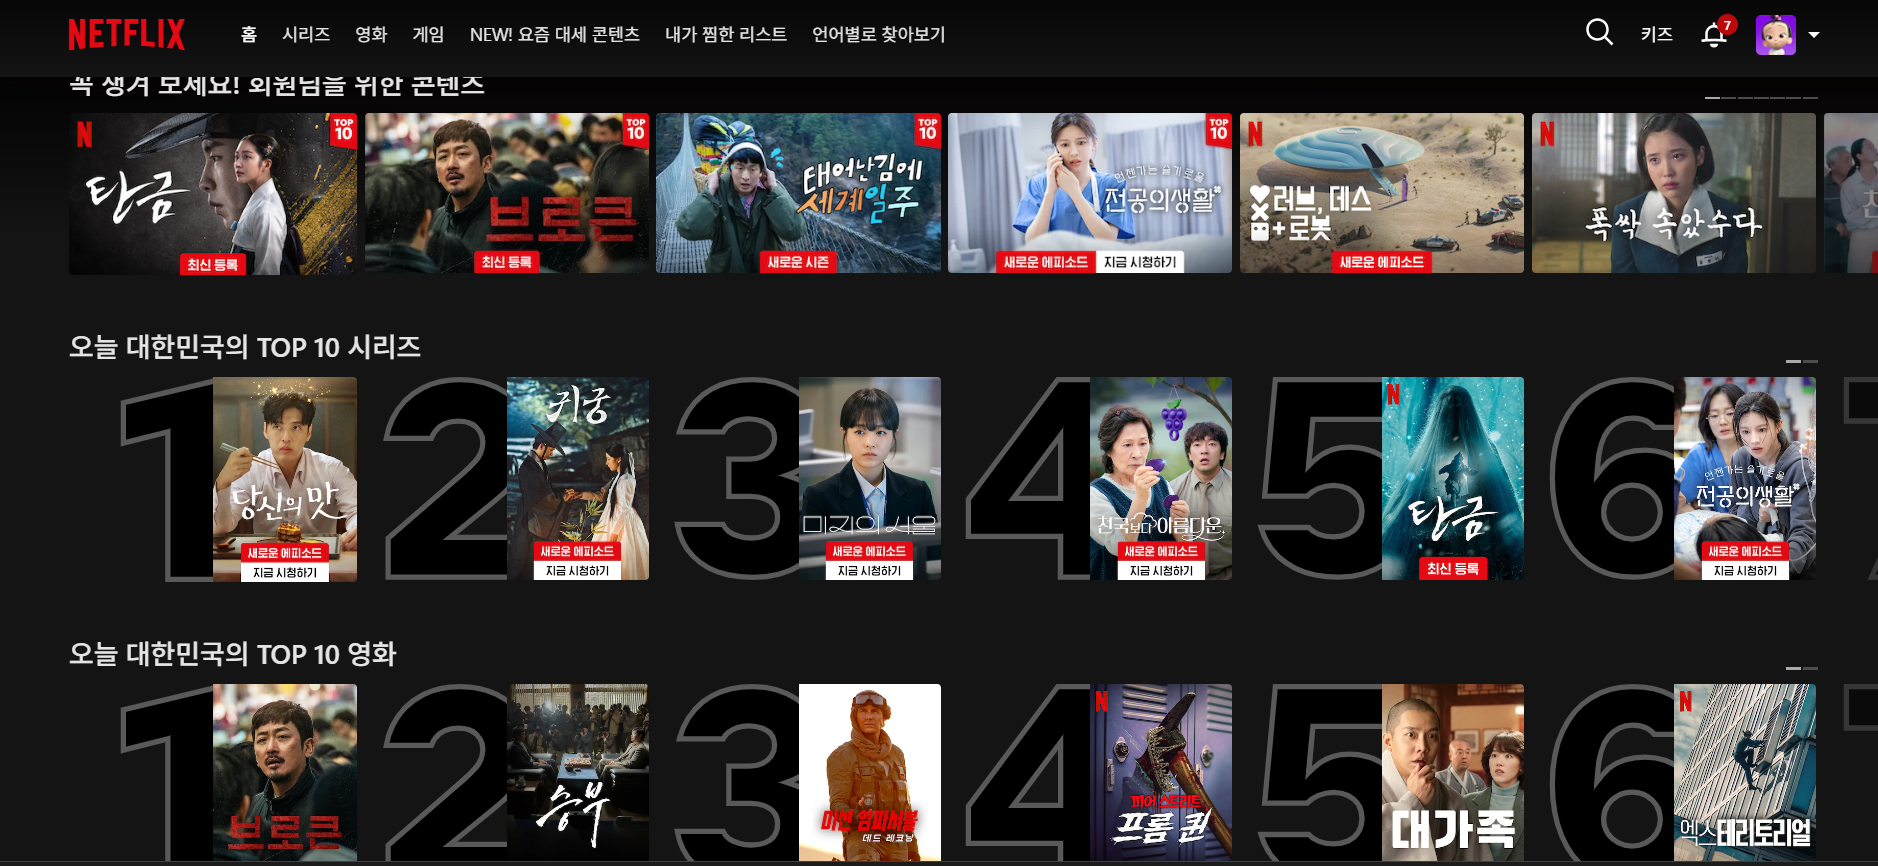 NETFLIX 홈 시리즈 영화 게임 NEW! 요즘 대세 콘텐츠 내가 찜한 리스트 언어별로 찾아보기 키즈 7
꼭 챙겨 보세요! 회원님을 위한 콘텐츠
N 탄금 TOP 10 최신 등록
브로큰 TOP 10 최신 등록
태어난 김에 세계일주 TOP 10 새로운 시즌
언젠가는 슬기로울 전공의생활 TOP 10 새로운 에피소드 지금 시청하기
N 러브, 데스 + 로봇 새로운 에피소드
N 폭싹 속았수다
오늘 대한민국의 TOP 10 시리즈
1 당신의 맛 새로운 에피소드 지금 시청하기
2 귀궁 새로운 에피소드 지금 시청하기
3 미지의 서울 새로운 에피소드 지금 시청하기
4 천국보다 아름다운 새로운 에피소드 지금 시청하기
5 N 탄금 최신 등록
6 언젠가는 슬기로울 전공의생활 새로운 에피소드 지금 시청하기
오늘 대한민국의 TOP 10 영화
1 브로큰
2 승부
3 미션 임파서블 데드 레코닝
4 N 피어 스트리트 프롬 퀸
5 대가족
6 N 엑스테리토리얼